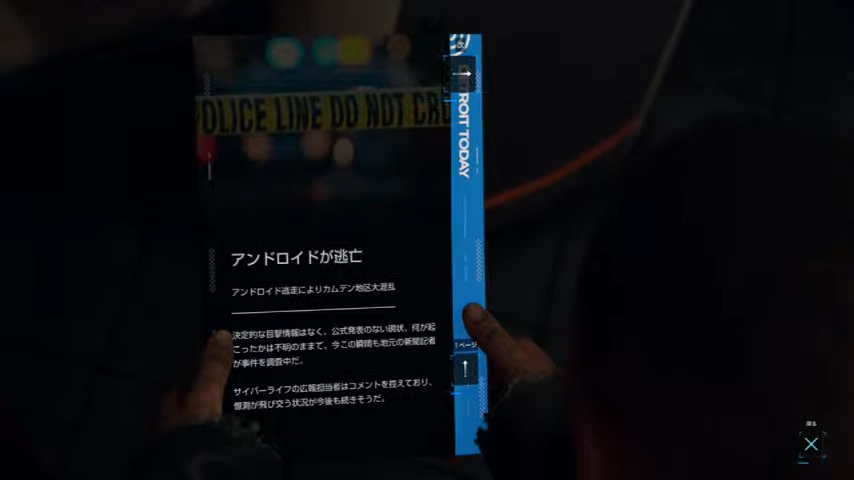 POLICE LINE DO NOT
ROIT TODAY
アンドロイドが逃亡
アンドロイド逃走によりカムデン地区大混乱
決定的な目撃情報はなく、公式発表のない現状、何が起
こったかは不明のままで、今この瞬間も地元の新聞記者
が事件を調査中だ。
サイバーライフの広報担当者はコメントを控えており、
憶測が飛び交う状況が今後も続きそうだ。
1ページ
戻る